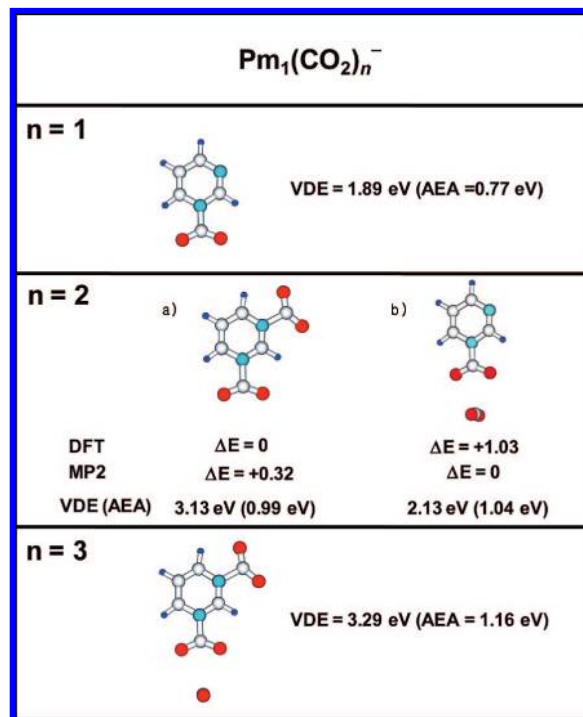 Pm₁(CO₂)ₙ⁻
n = 1
VDE = 1.89 eV (AEA =0.77 eV)
n = 2
a)
b)
DFT ΔE = 0 ΔE = +1.03
MP2 ΔE = +0.32 ΔE = 0
VDE (AEA) 3.13 eV (0.99 eV) 2.13 eV (1.04 eV)
n = 3
VDE = 3.29 eV (AEA = 1.16 eV)